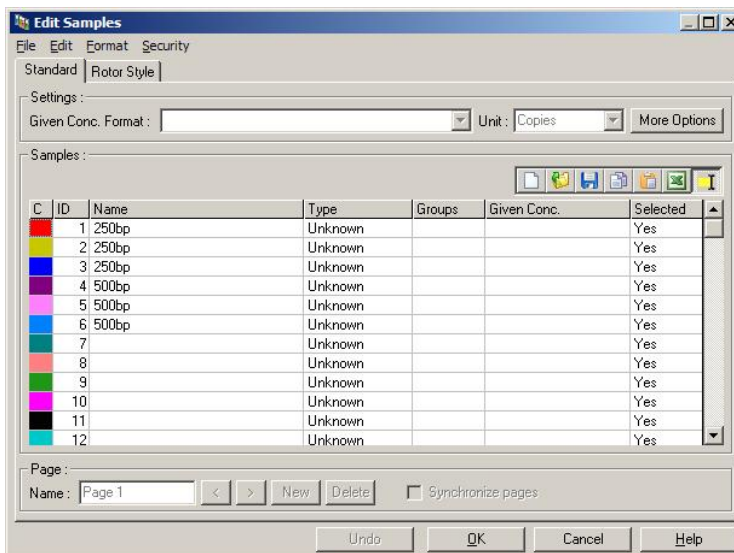 Edit Samples
File Edit Format Security
Standard Rotor Style
Settings :
Given Conc. Format : Unit : Copies More Options
Samples :
C ID Name Type Groups Given Conc. Selected
1 250bp Unknown Yes
2 250bp Unknown Yes
3 250bp Unknown Yes
4 500bp Unknown Yes
5 500bp Unknown Yes
6 500bp Unknown Yes
7 Unknown Yes
8 Unknown Yes
9 Unknown Yes
10 Unknown Yes
11 Unknown Yes
12 Unknown Yes
Page :
Name : Page 1 < > New Delete Synchronize pages
Undo OK Cancel Help